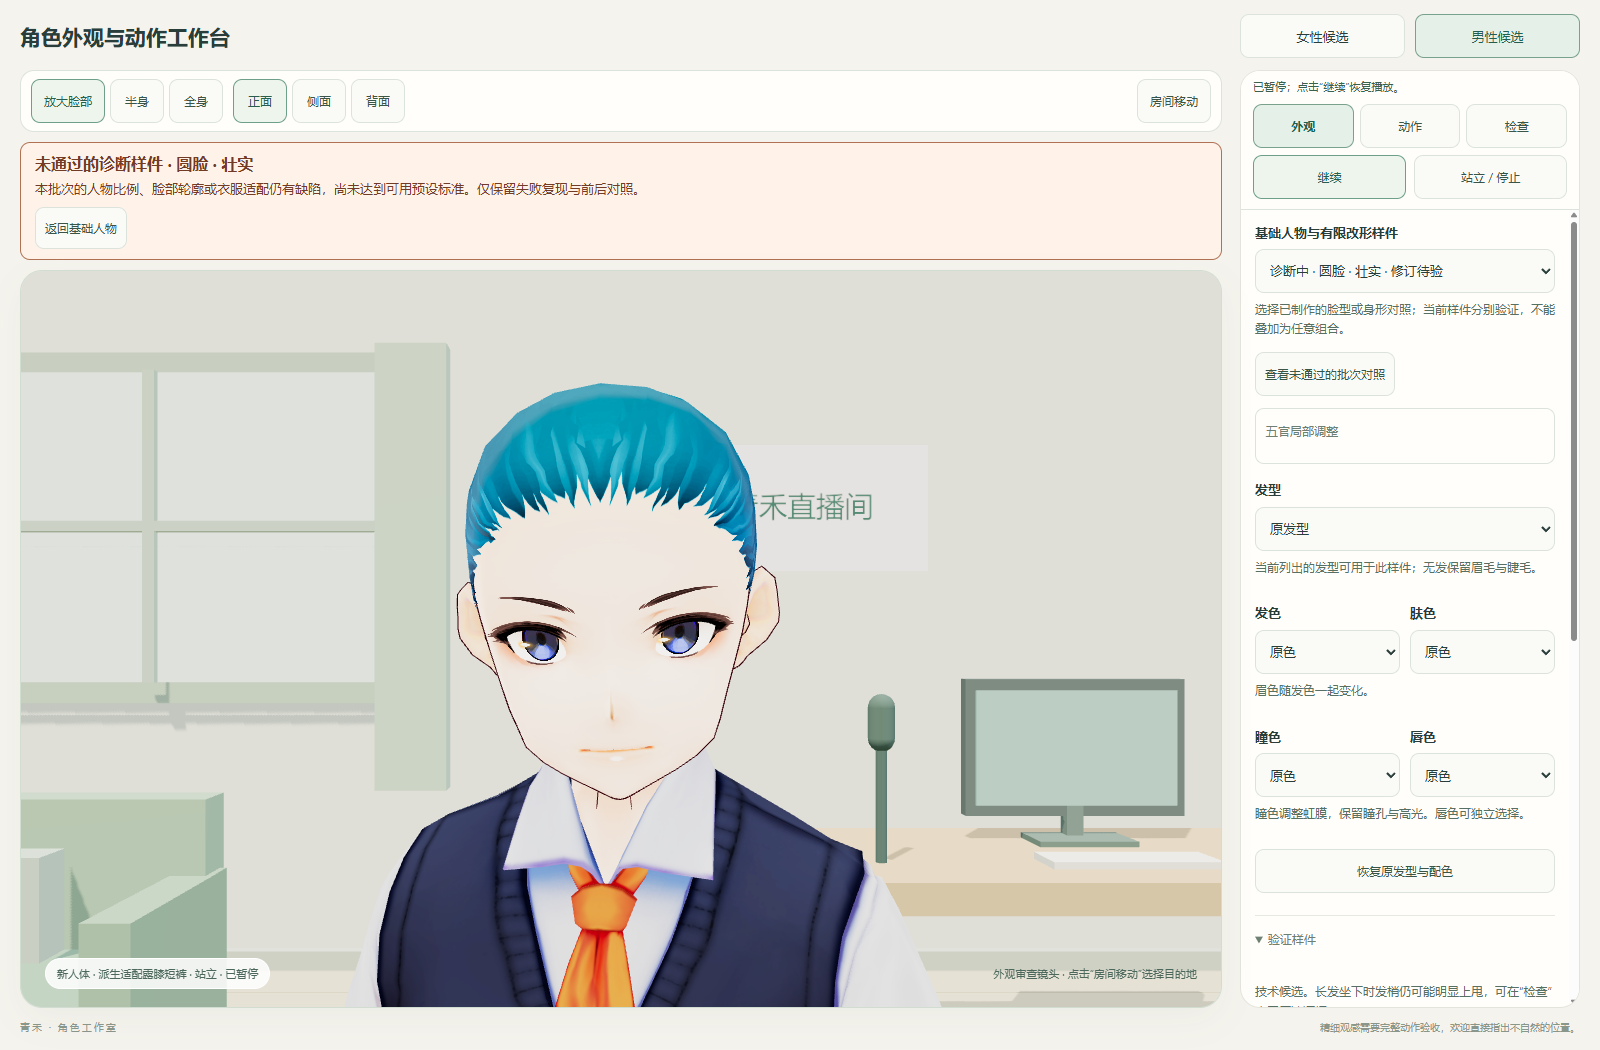 角色外观与动作工作台
女性候选
男性候选
放大脸部
半身
全身
正面
侧面
背面
房间移动
已暂停；点击“继续”恢复播放。
外观
动作
检查
继续
站立 / 停止
未通过的诊断样件 · 圆脸 · 壮实
本批次的人物比例、脸部轮廓或衣服适配仍有缺陷，尚未达到可用预设标准。仅保留失败复现与前后对照。
返回基础人物
基础人物与有限改形样件
诊断中 · 圆脸 · 壮实 · 修订待验
选择已制作的脸型或身形对照；当前样件分别验证，不能
叠加为任意组合。
查看未通过的批次对照
五官局部调整
发型
原发型
当前列出的发型可用于此样件；无发保留眉毛与睫毛。
发色
肤色
原色
原色
眉色随发色一起变化。
瞳色
唇色
原色
原色
瞳色调整虹膜，保留瞳孔与高光。唇色可独立选择。
恢复原发型与配色
▼ 验证样件
技术候选。长发坐下时发梢仍可能明显上甩，可在“检查”
禾直播间
新人体 · 派生适配露膝短裤 · 站立 · 已暂停
外观审查镜头 · 点击“房间移动”选择目的地
青禾 · 角色工作室
精细观感需要完整动作验收，欢迎直接指出不自然的位置。